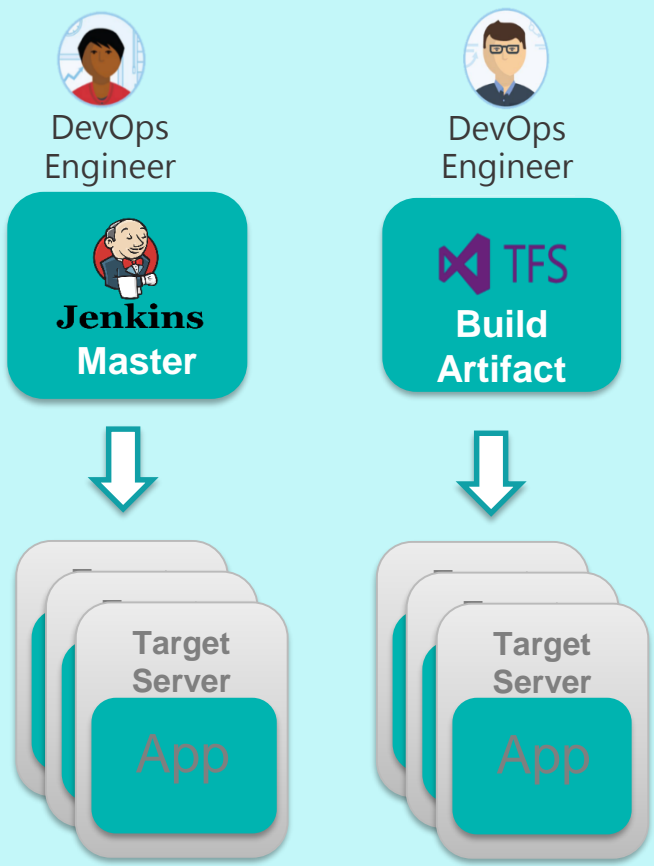 DevOps
Engineer
Jenkins
Master
Target
Server
App
DevOps
Engineer
TFS
Build
Artifact
Target
Server
App